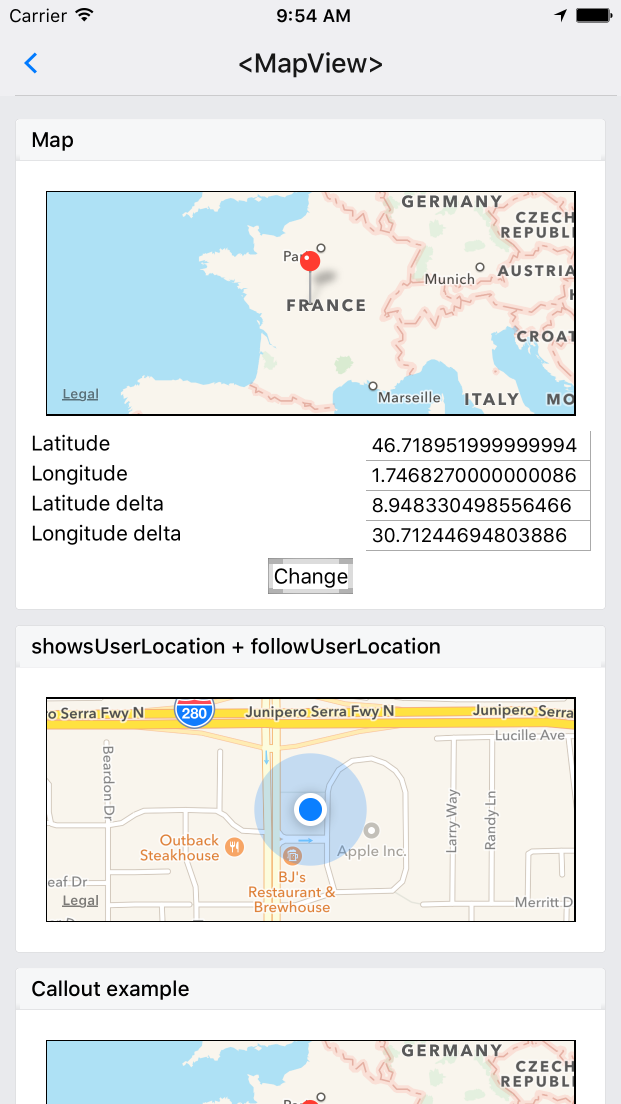 Carrier 9:54 AM
<MapView>
Map
GERMANY
CZECH
REPUBLI
Pa
Munich
AUSTRIA
FRANCE
CROAT
Legal
Marseille
ITALY
MO
Latitude 46.718951999999994
Longitude 1.7468270000000086
Latitude delta 8.948330498556466
Longitude delta 30.71244694803886
Change
showsUserLocation + followUserLocation
o Serra Fwy N
280
Junipero Serra Fwy N
Junipero Serra
Lucille Ave
Beardon Dr
Larry Way
Randy Ln
Outback
Steakhouse
Apple Inc.
BJ's
Restaurant &
Brewhouse
eaf Dr
Legal
Merritt D
Callout example
GERMANY
CZECH
REPUBLI